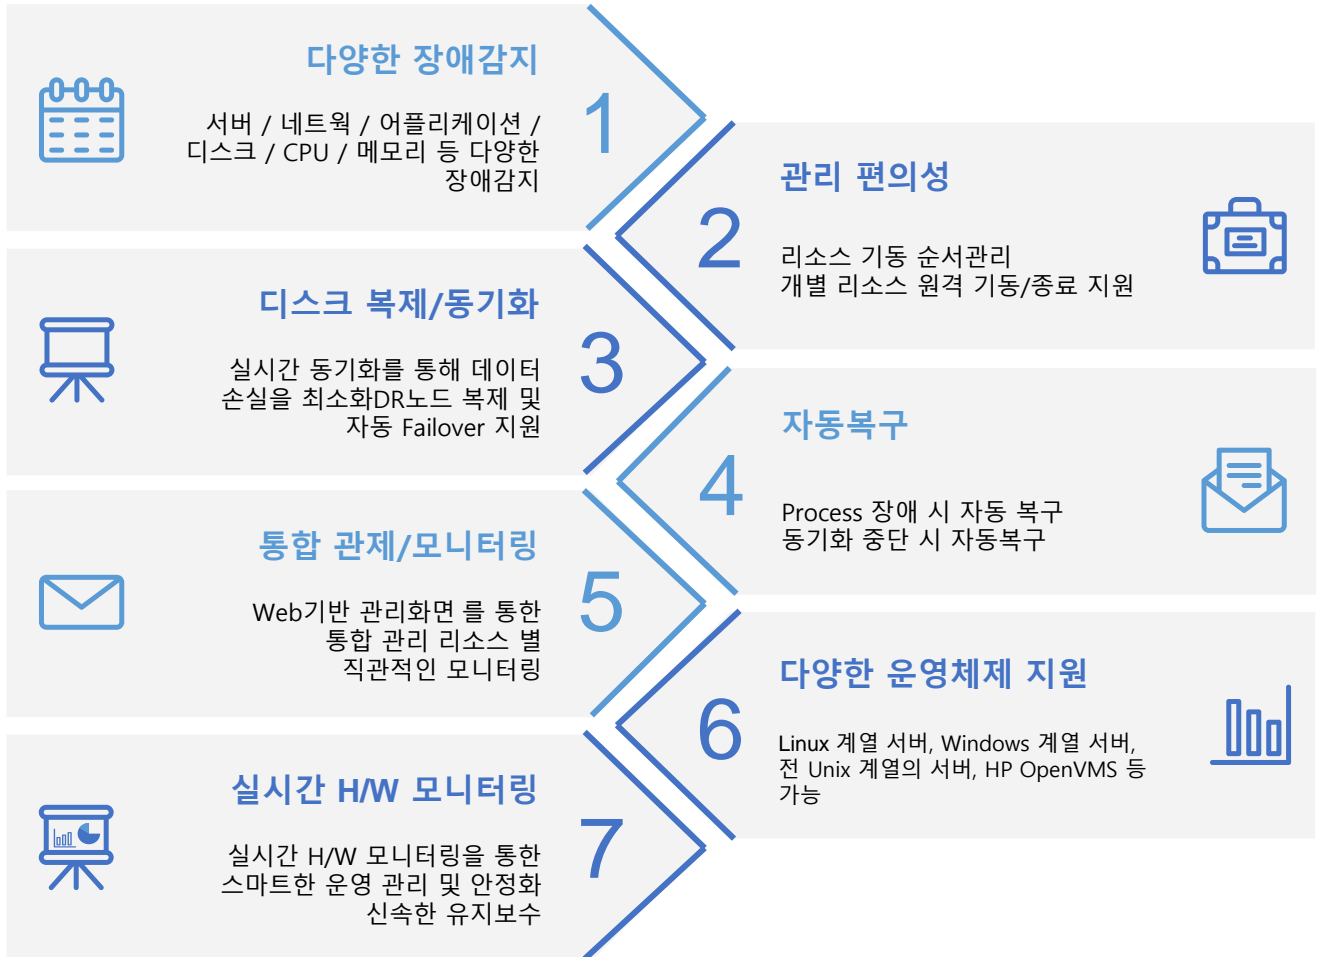 다양한 장애감지
1
서버 / 네트웍 / 어플리케이션 /
디스크 / CPU / 메모리 등 다양한
장애감지
관리 편의성
2
리소스 기동 순서관리
개별 리소스 원격 기동/종료 지원
디스크 복제/동기화
3
실시간 동기화를 통해 데이터
손실을 최소화DR노드 복제 및
자동 Failover 지원
자동복구
4
Process 장애 시 자동 복구
동기화 중단 시 자동복구
통합 관제/모니터링
5
Web기반 관리화면 를 통한
통합 관리 리소스 별
직관적인 모니터링
다양한 운영체제 지원
6
Linux 계열 서버, Windows 계열 서버,
전 Unix 계열의 서버, HP OpenVMS 등
가능
실시간 H/W 모니터링
7
실시간 H/W 모니터링을 통한
스마트한 운영 관리 및 안정화
신속한 유지보수